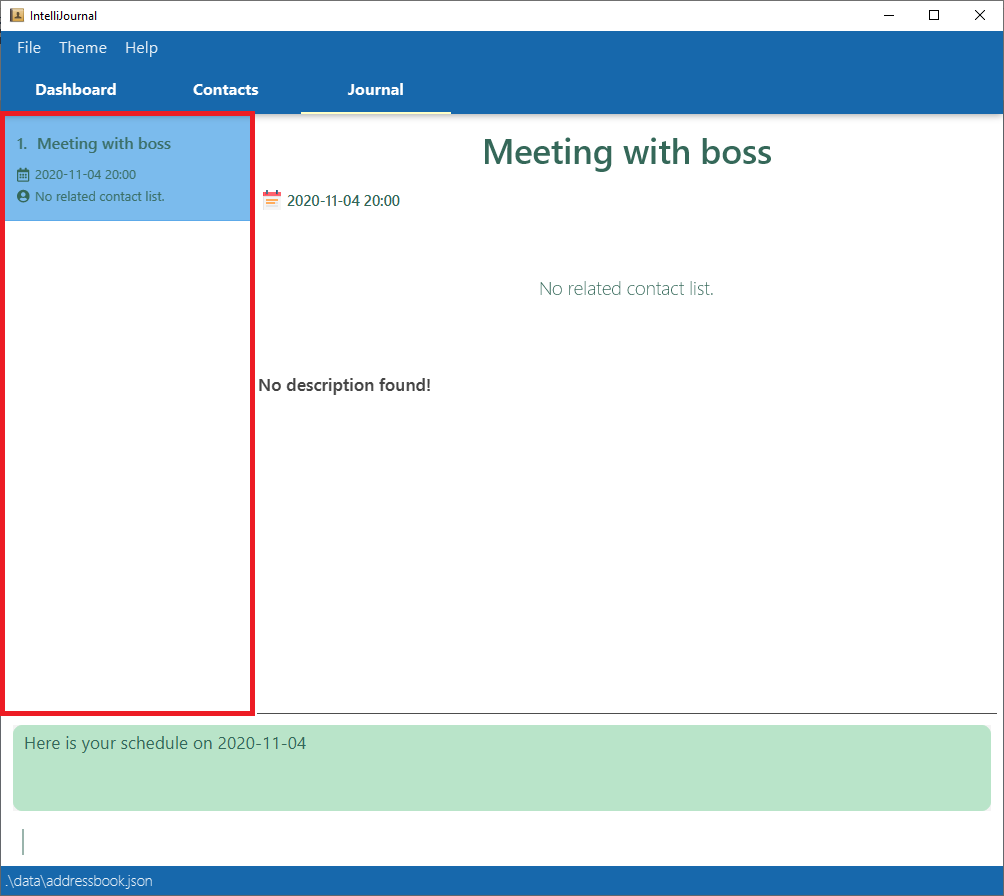 IntelliJournal
File Theme Help
Dashboard Contacts Journal
1. Meeting with boss
2020-11-04 20:00
No related contact list.
Meeting with boss
2020-11-04 20:00
No related contact list.
No description found!
Here is your schedule on 2020-11-04
.\data\addressbook.json